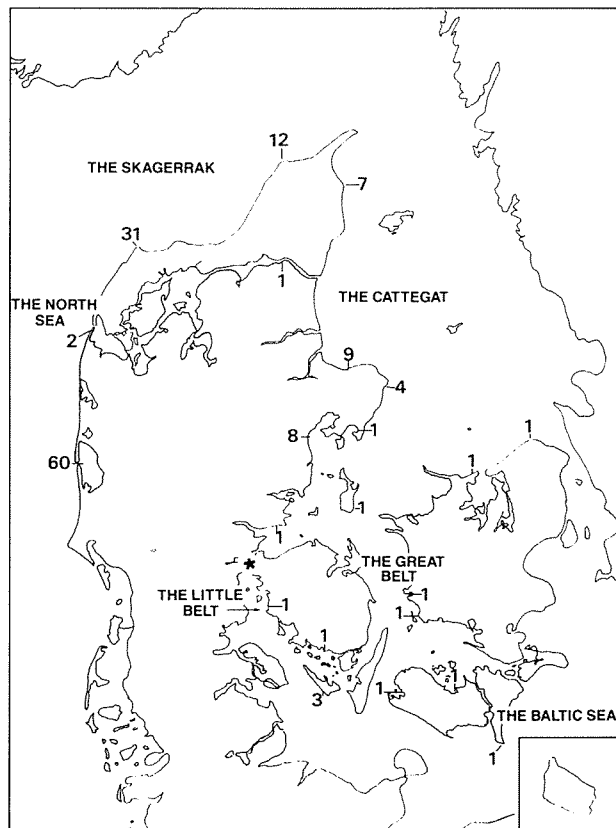 12
THE SKAGERRAK
7
31
1
THE CATTEGAT
THE NORTH
SEA
2
9
4
8
1
1
60
1
1
1
*
THE GREAT
BELT
THE LITTLE
BELT
1
1
1
1
1
3
1
THE BALTIC SEA
1